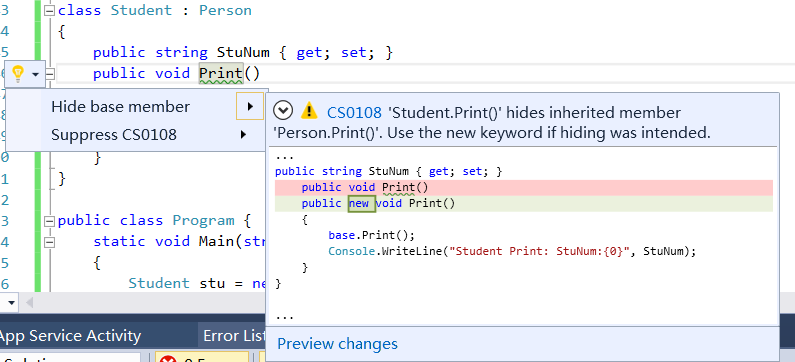 3 class Student : Person
4 {
5 public string StuNum { get; set; }
public void Print()
Hide base member
Suppress CS0108
CS0108 'Student.Print()' hides inherited member
'Person.Print()'. Use the new keyword if hiding was intended.
...
public string StuNum { get; set; }
public void Print()
public new void Print()
{
base.Print();
Console.WriteLine("Student Print: StuNum:{0}", StuNum);
}
}
...
Preview changes
0 }
1 }
2
3 public class Program {
4 static void Main(str
5 {
6 Student stu = new
App Service Activity
Error List